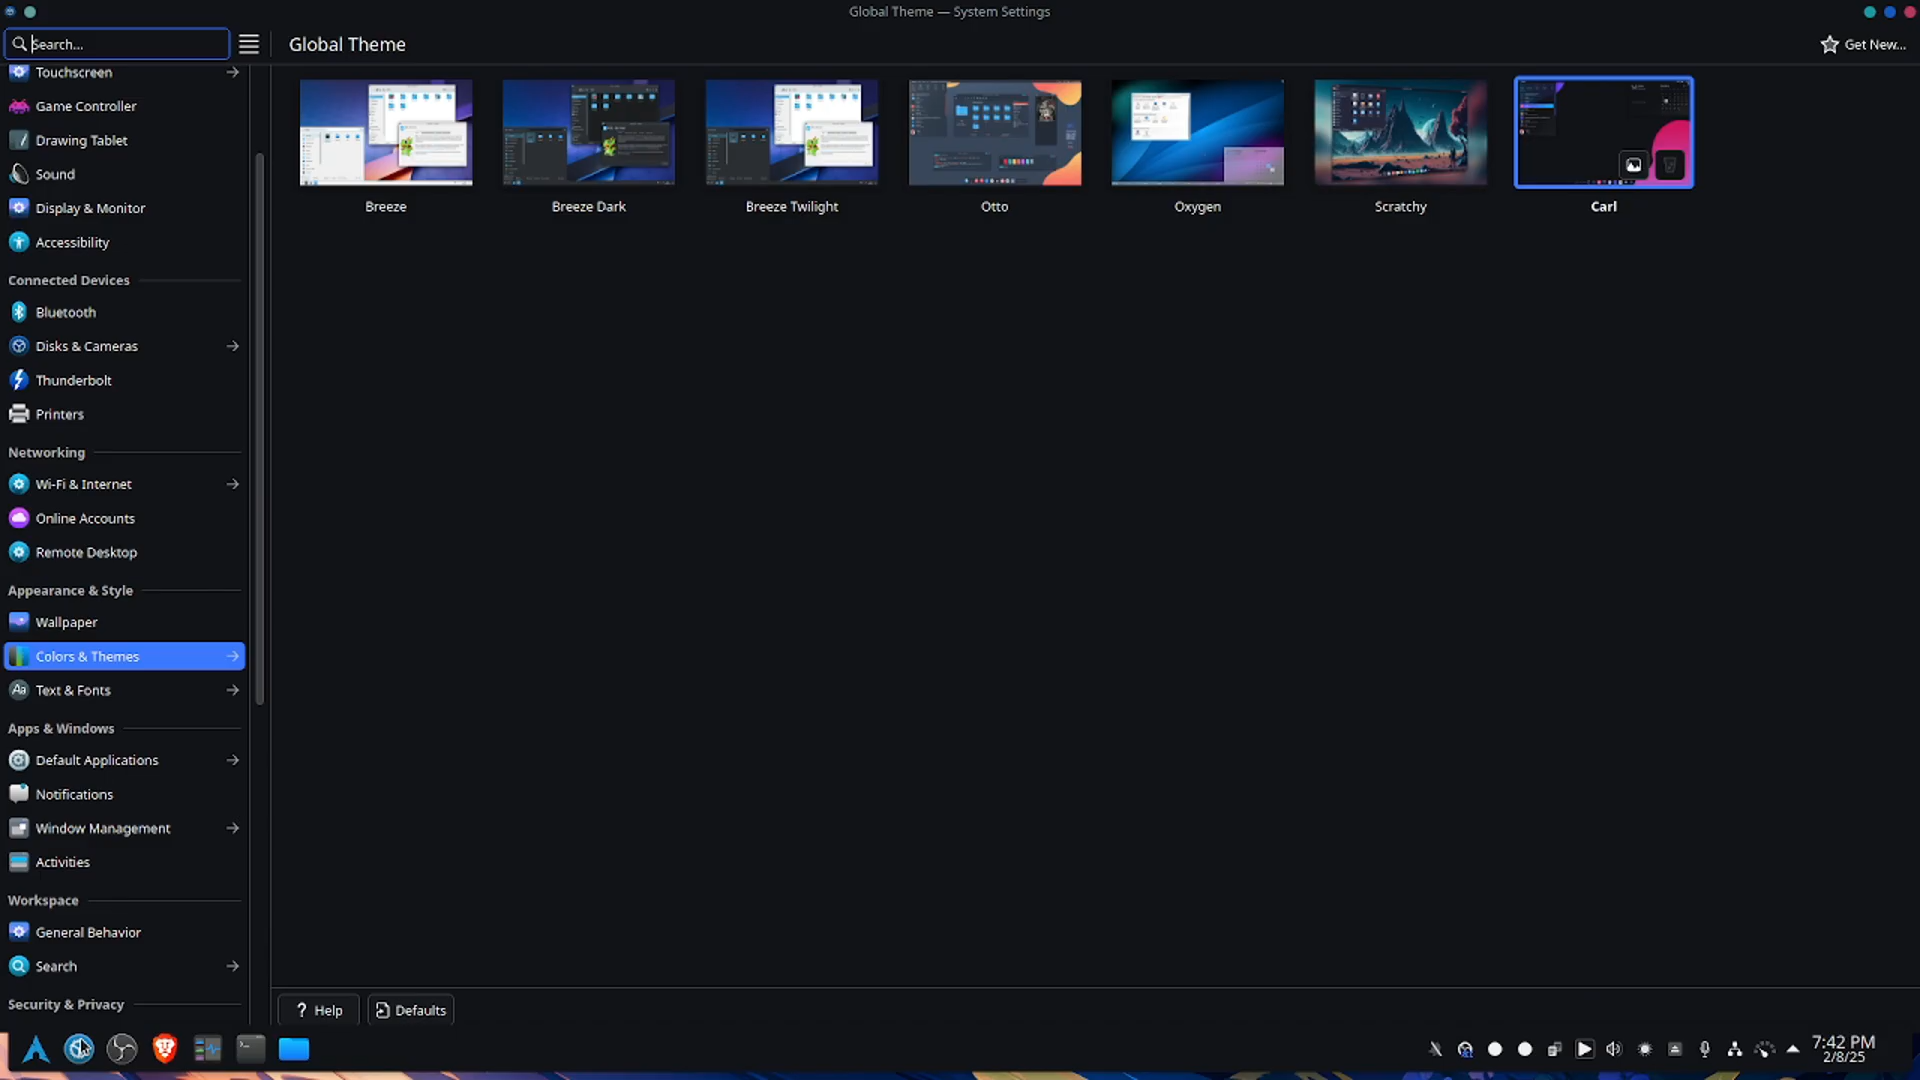 Global Theme — System Settings
Search...
Global Theme
Get New...
Touchscreen
Game Controller
Drawing Tablet
Sound
Display & Monitor
Accessibility
Connected Devices
Bluetooth
Disks & Cameras
Thunderbolt
Printers
Networking
Wi-Fi & Internet
Online Accounts
Remote Desktop
Appearance & Style
Wallpaper
Colors & Themes
Text & Fonts
Apps & Windows
Default Applications
Notifications
Window Management
Activities
Workspace
General Behavior
Search
Security & Privacy
Breeze
Breeze Dark
Breeze Twilight
Otto
Oxygen
Scratchy
Carl
? Help
Defaults
7:42 PM
2/8/25